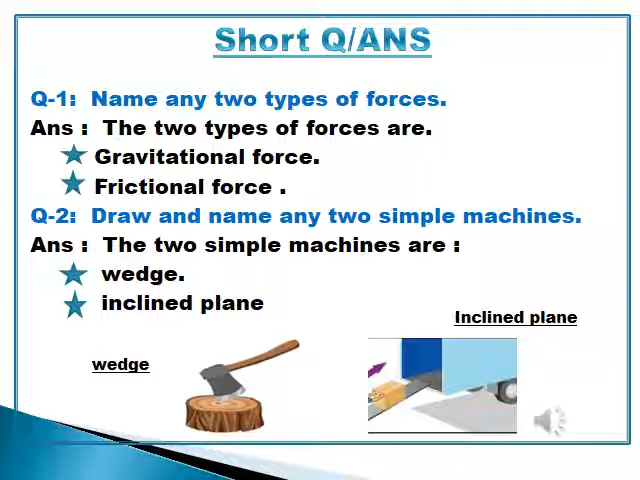 Short Q/ANS
Q-1:  Name any two types of forces.
Ans :  The two types of forces are.
Gravitational force.
Frictional force .
Q-2:  Draw and name any two simple machines.
Ans :  The two simple machines are :
wedge.
inclined plane
Inclined plane
wedge